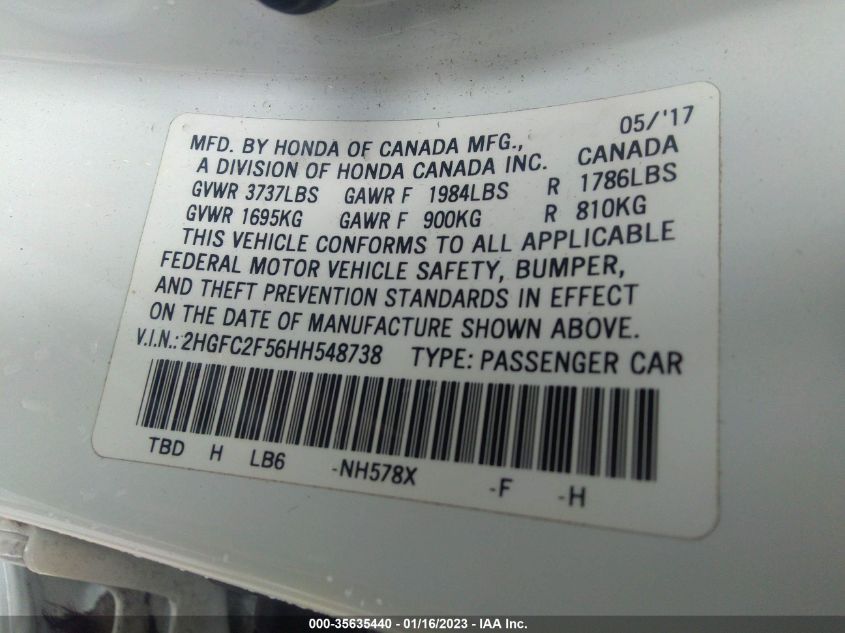 05/'17
MFD. BY HONDA OF CANADA MFG.,
A DIVISION OF HONDA CANADA INC. CANADA
GVWR 3737LBS GAWR F 1984LBS R 1786LBS
GVWR 1695KG GAWR F 900KG R 810KG
THIS VEHICLE CONFORMS TO ALL APPLICABLE
FEDERAL MOTOR VEHICLE SAFETY, BUMPER,
AND THEFT PREVENTION STANDARDS IN EFFECT
ON THE DATE OF MANUFACTURE SHOWN ABOVE.
V.I.N.: 2HGFC2F56HH548738 TYPE: PASSENGER CAR
TBD H LB6 -NH578X -F -H
000-35635440 - 01/16/2023 - IAA Inc.